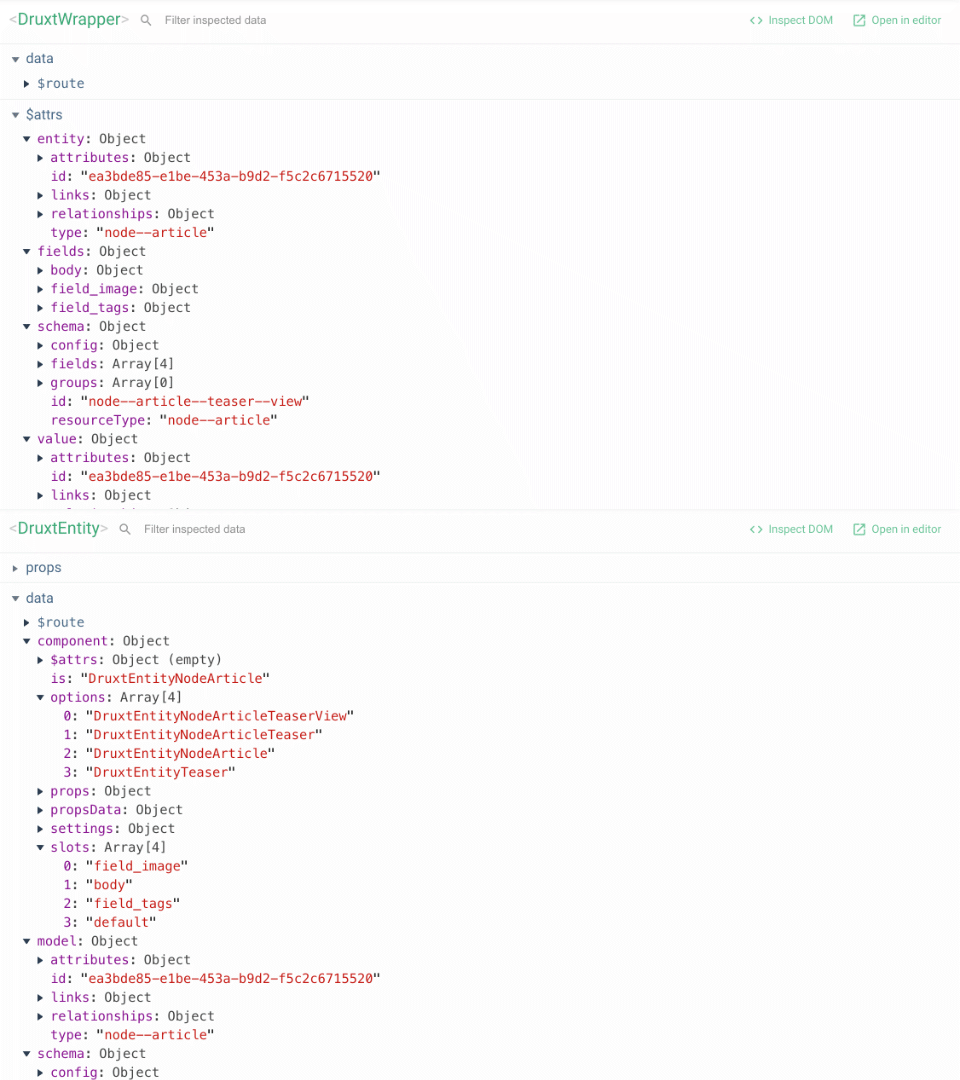 <DruxtWrapper> Filter inspected data <> Inspect DOM Open in editor
data
$route
$attrs
entity: Object
attributes: Object
id: "ea3bde85-e1be-453a-b9d2-f5c2c6715520"
links: Object
relationships: Object
type: "node--article"
fields: Object
body: Object
field_image: Object
field_tags: Object
schema: Object
config: Object
fields: Array[4]
groups: Array[0]
id: "node--article--teaser--view"
resourceType: "node--article"
value: Object
attributes: Object
id: "ea3bde85-e1be-453a-b9d2-f5c2c6715520"
links: Object
<DruxtEntity> Filter inspected data <> Inspect DOM Open in editor
props
data
$route
component: Object
$attrs: Object (empty)
is: "DruxtEntityNodeArticle"
options: Array[4]
0: "DruxtEntityNodeArticleTeaserView"
1: "DruxtEntityNodeArticleTeaser"
2: "DruxtEntityNodeArticle"
3: "DruxtEntityTeaser"
props: Object
propsData: Object
settings: Object
slots: Array[4]
0: "field_image"
1: "body"
2: "field_tags"
3: "default"
model: Object
attributes: Object
id: "ea3bde85-e1be-453a-b9d2-f5c2c6715520"
links: Object
relationships: Object
type: "node--article"
schema: Object
config: Object